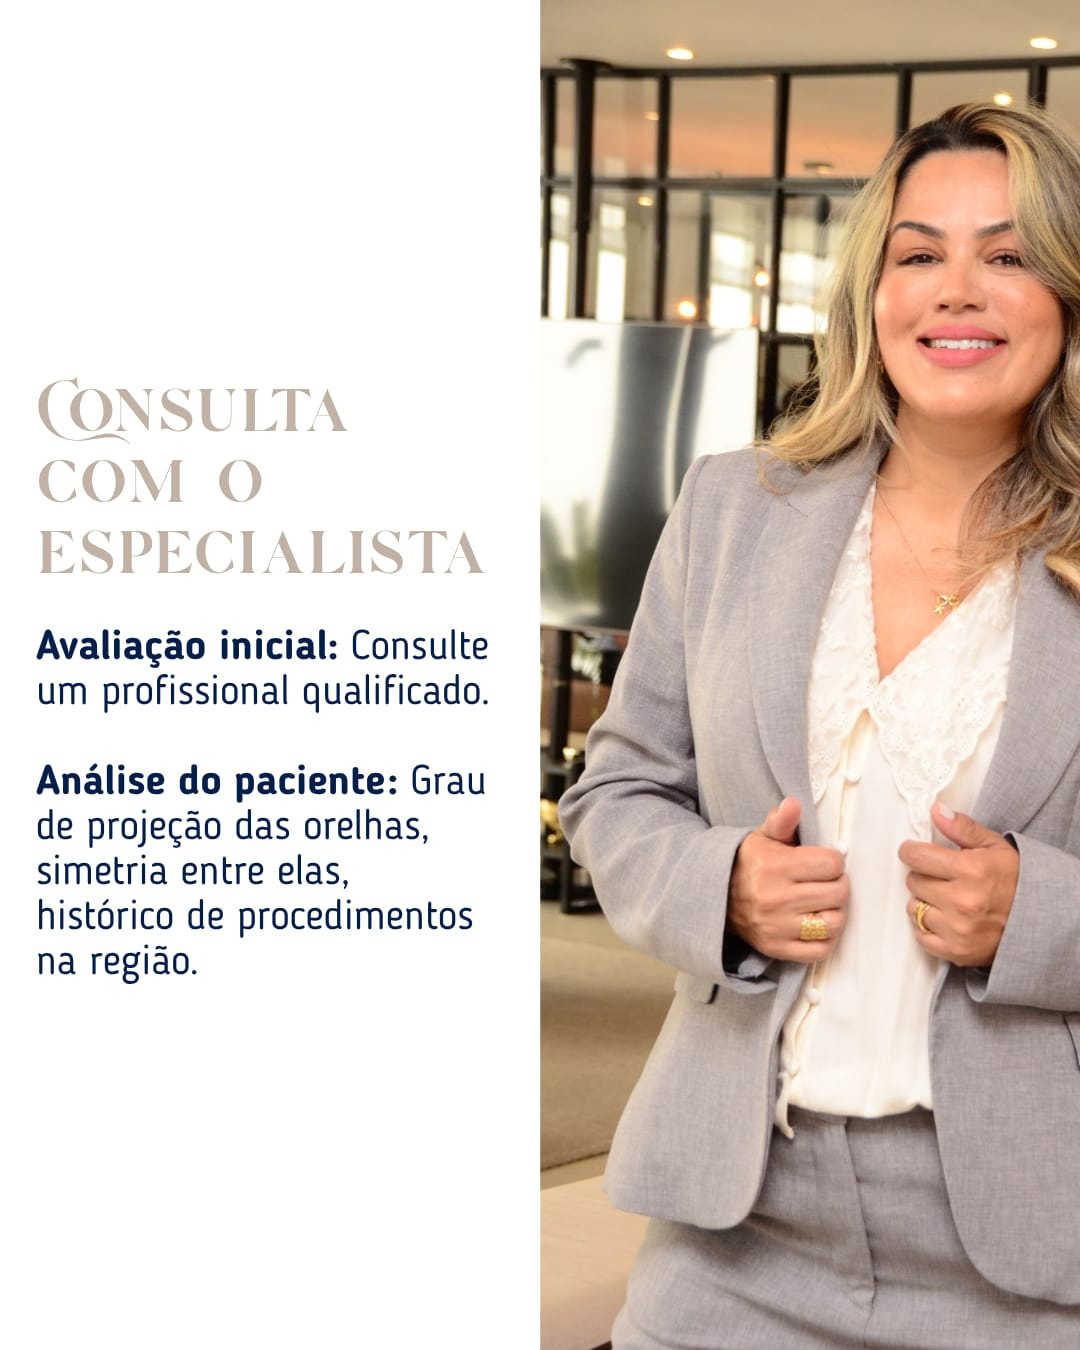 Consulta
com o
especialista
Avaliação inicial: Consulte
um profissional qualificado.
Análise do paciente: Grau
de projeção das orelhas,
simetria entre elas,
histórico de procedimentos
na região.